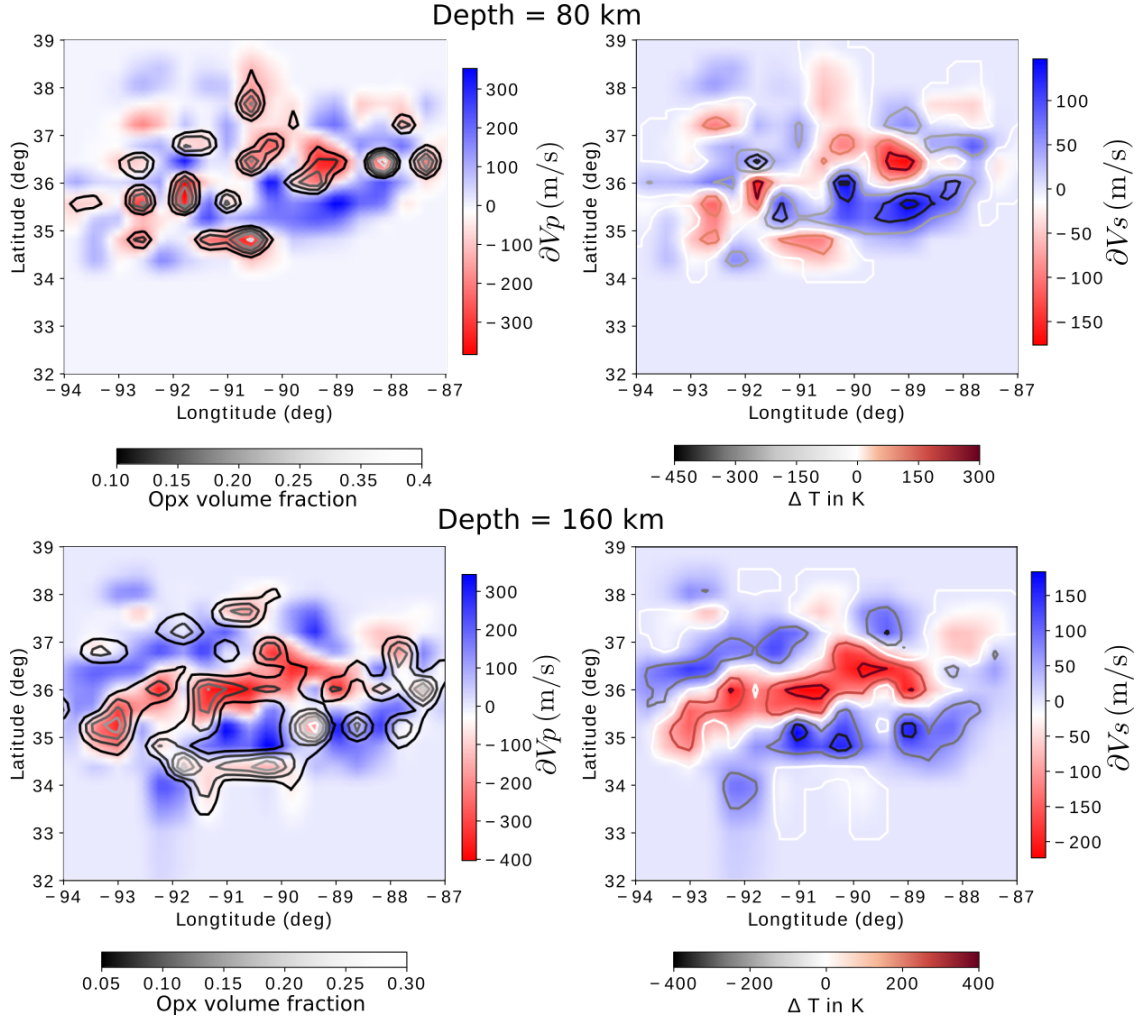 Depth = 80 km
39
38
37
36
35
34
33
32
Latitude (deg)
−94 −93 −92 −91 −90 −89 −88 −87
Longtitude (deg)
300
200
100
0
−100
−200
−300
∂Vp (m/s)
0.10 0.15 0.20 0.25 0.30 0.35 0.4
Opx volume fraction
39
38
37
36
35
34
33
32
Latitude (deg)
−94 −93 −92 −91 −90 −89 −88 −87
Longtitude (deg)
100
50
0
−50
−100
−150
∂Vs (m/s)
−450 −300 −150 0 150 300
Δ T in K
Depth = 160 km
39
38
37
36
35
34
33
32
Latitude (deg)
−94 −93 −92 −91 −90 −89 −88 −87
Longtitude (deg)
300
200
100
0
−100
−200
−300
−400
∂Vp (m/s)
0.05 0.10 0.15 0.20 0.25 0.30
Opx volume fraction
39
38
37
36
35
34
33
32
Latitude (deg)
−94 −93 −92 −91 −90 −89 −88 −87
Longtitude (deg)
150
100
50
0
−50
−100
−150
−200
∂Vs (m/s)
−400 −200 0 200 400
Δ T in K